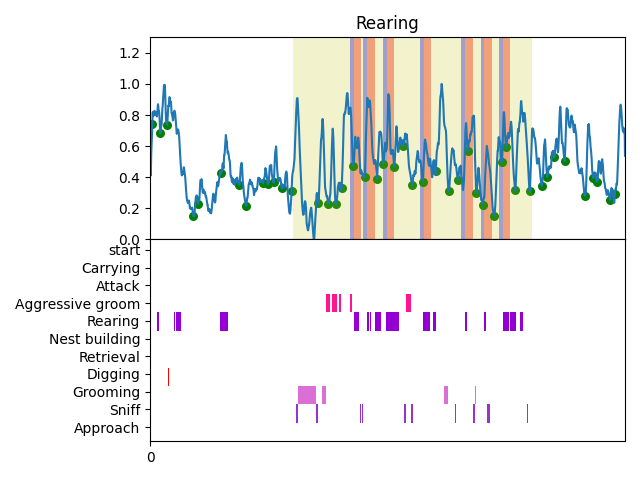 Rearing
1.2
1.0
0.8
0.6
0.4
0.2
0.0
start
Carrying
Attack
Aggressive groom
Rearing
Nest building
Retrieval
Digging
Grooming
Sniff
Approach
0